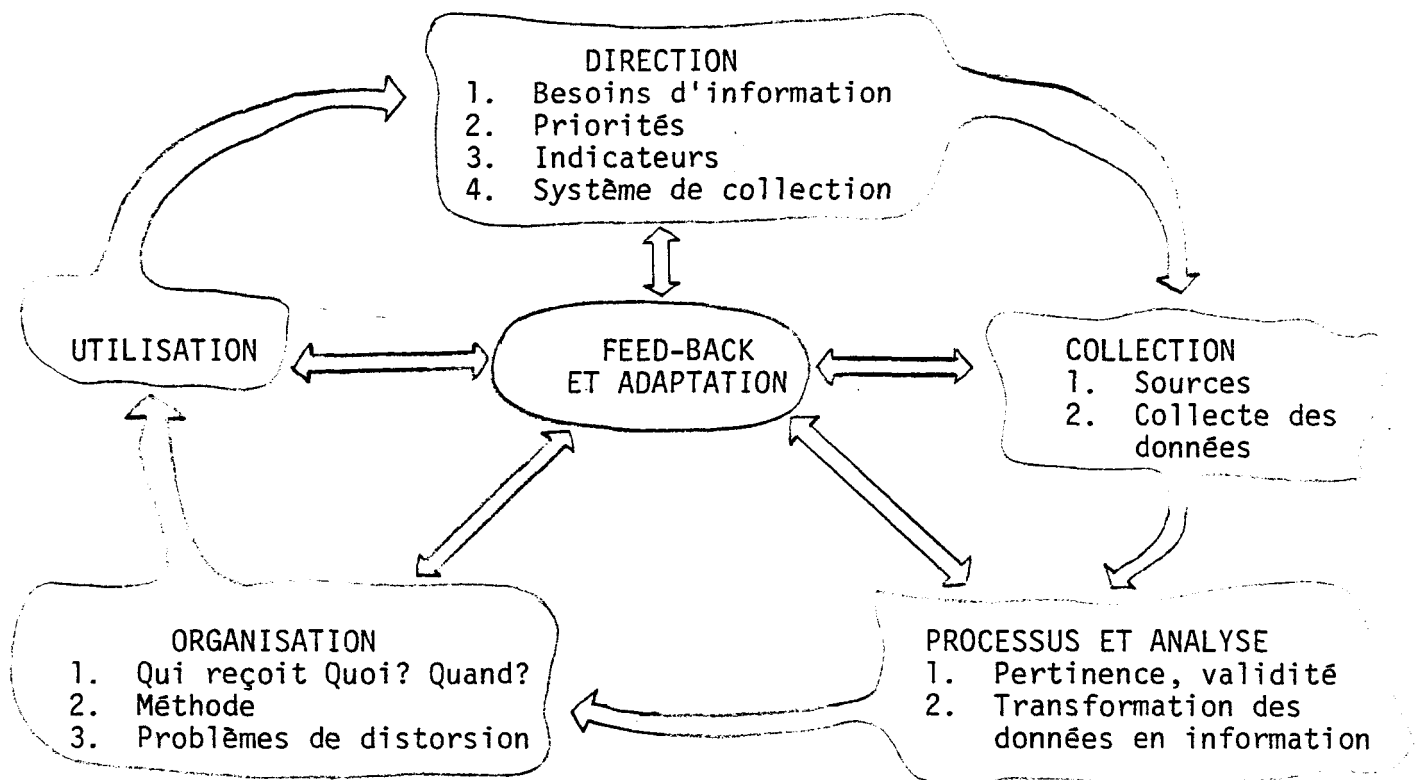 DIRECTION
1. Besoins d'information
2. Priorités
3. Indicateurs
4. Système de collection
UTILISATION
FEED-BACK
ET ADAPTATION
COLLECTION
1. Sources
2. Collecte des
données
ORGANISATION
1. Qui reçoit Quoi? Quand?
2. Méthode
3. Problèmes de distorsion
PROCESSUS ET ANALYSE
1. Pertinence, validité
2. Transformation des
données en information